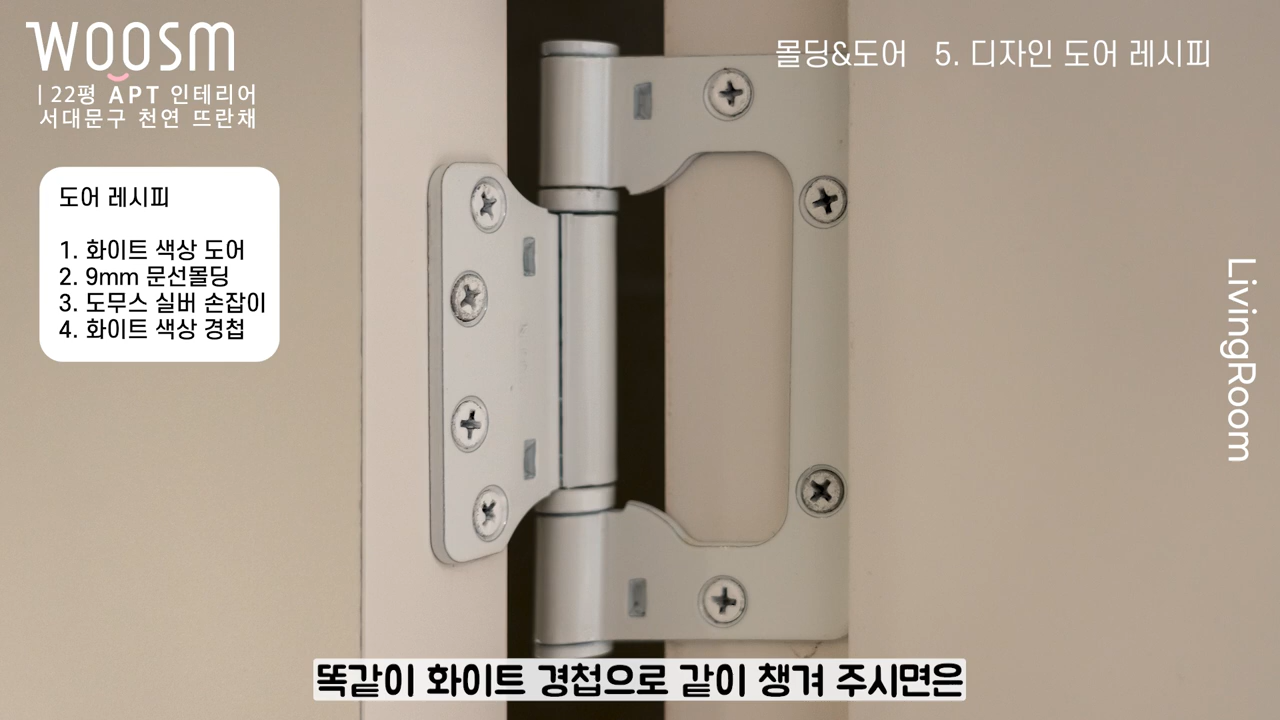 WOOSM
| 22평 APT 인테리어
서대문구 천연 뜨란채
몰딩&도어 5. 디자인 도어 레시피
도어 레시피
1. 화이트 색상 도어
2. 9mm 문선몰딩
3. 도무스 실버 손잡이
4. 화이트 색상 경첩
LivingRoom
똑같이 화이트 경첩으로 같이 챙겨 주시면은